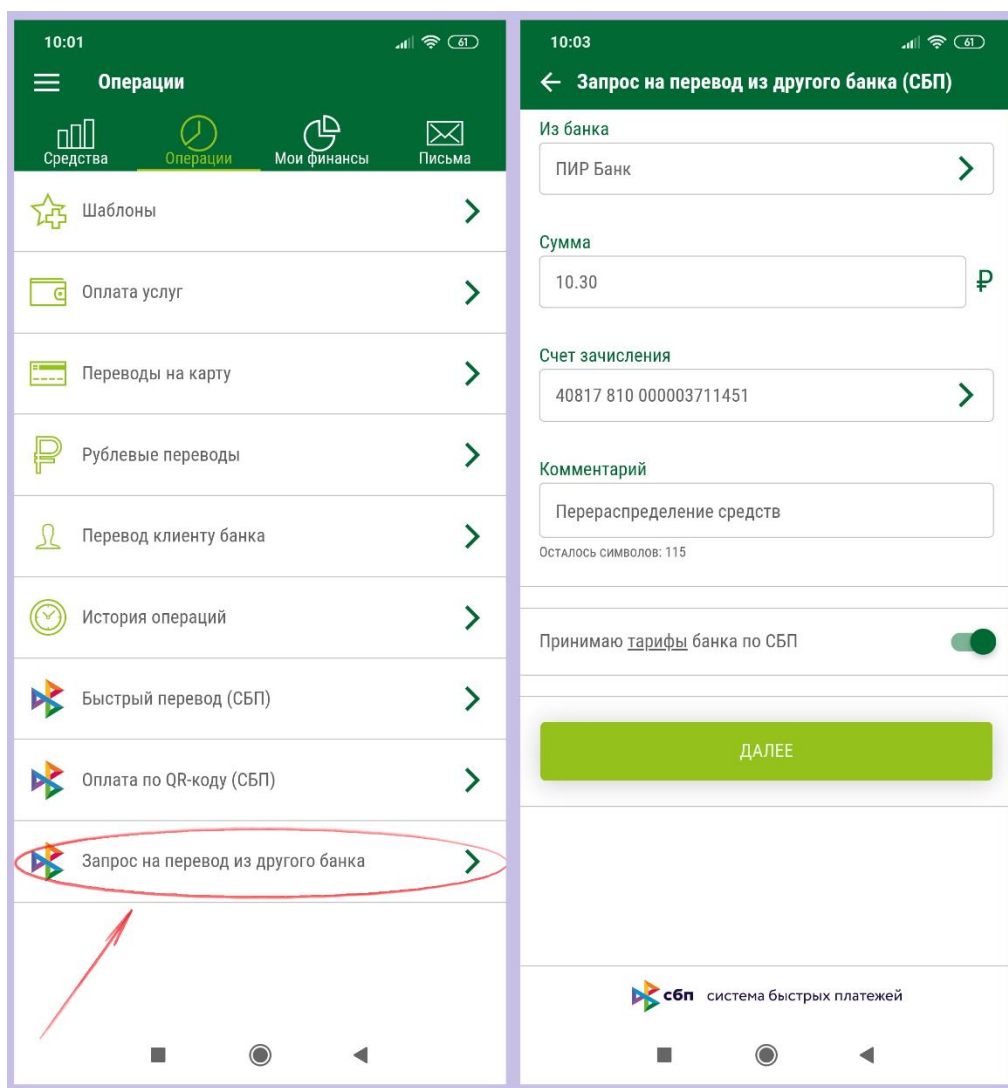 10:01
61
Операции
Средства
Операции
Мои финансы
Письма
Шаблоны
Оплата услуг
Переводы на карту
Рублевые переводы
Перевод клиенту банка
История операций
Быстрый перевод (СБП)
Оплата по QR-коду (СБП)
Запрос на перевод из другого банка
10:03
61
Запрос на перевод из другого банка (СБП)
Из банка
ПИР Банк
Сумма
10.30 ₽
Счет зачисления
40817 810 000003711451
Комментарий
Перераспределение средств
Осталось символов: 115
Принимаю тарифы банка по СБП
ДАЛЕЕ
сбп система быстрых платежей